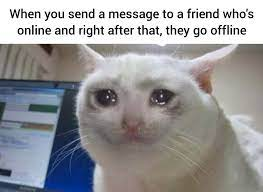 When you send a message to a friend who's
online and right after that, they go offline